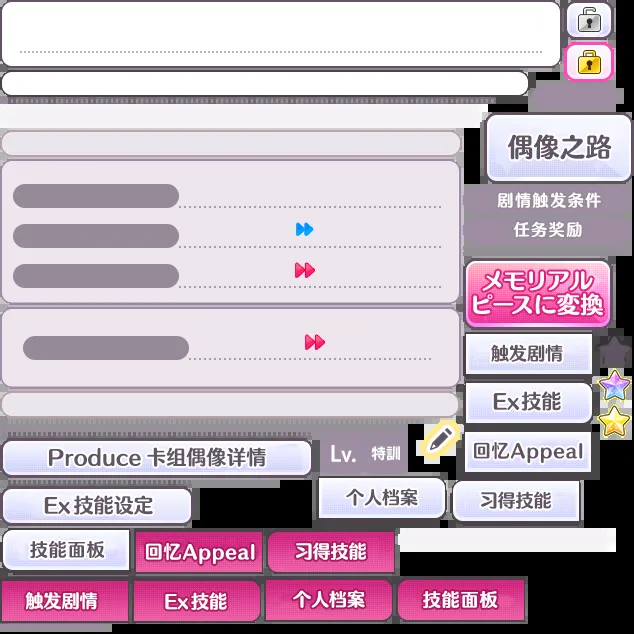 偶像之路
剧情触发条件
任务奖励
メモリアル
ピースに変換
触发剧情
Ex技能
回忆Appeal
Produce 卡组偶像详情
Lv.
特訓
Ex技能设定
个人档案
习得技能
技能面板
回忆Appeal
习得技能
触发剧情
Ex技能
个人档案
技能面板